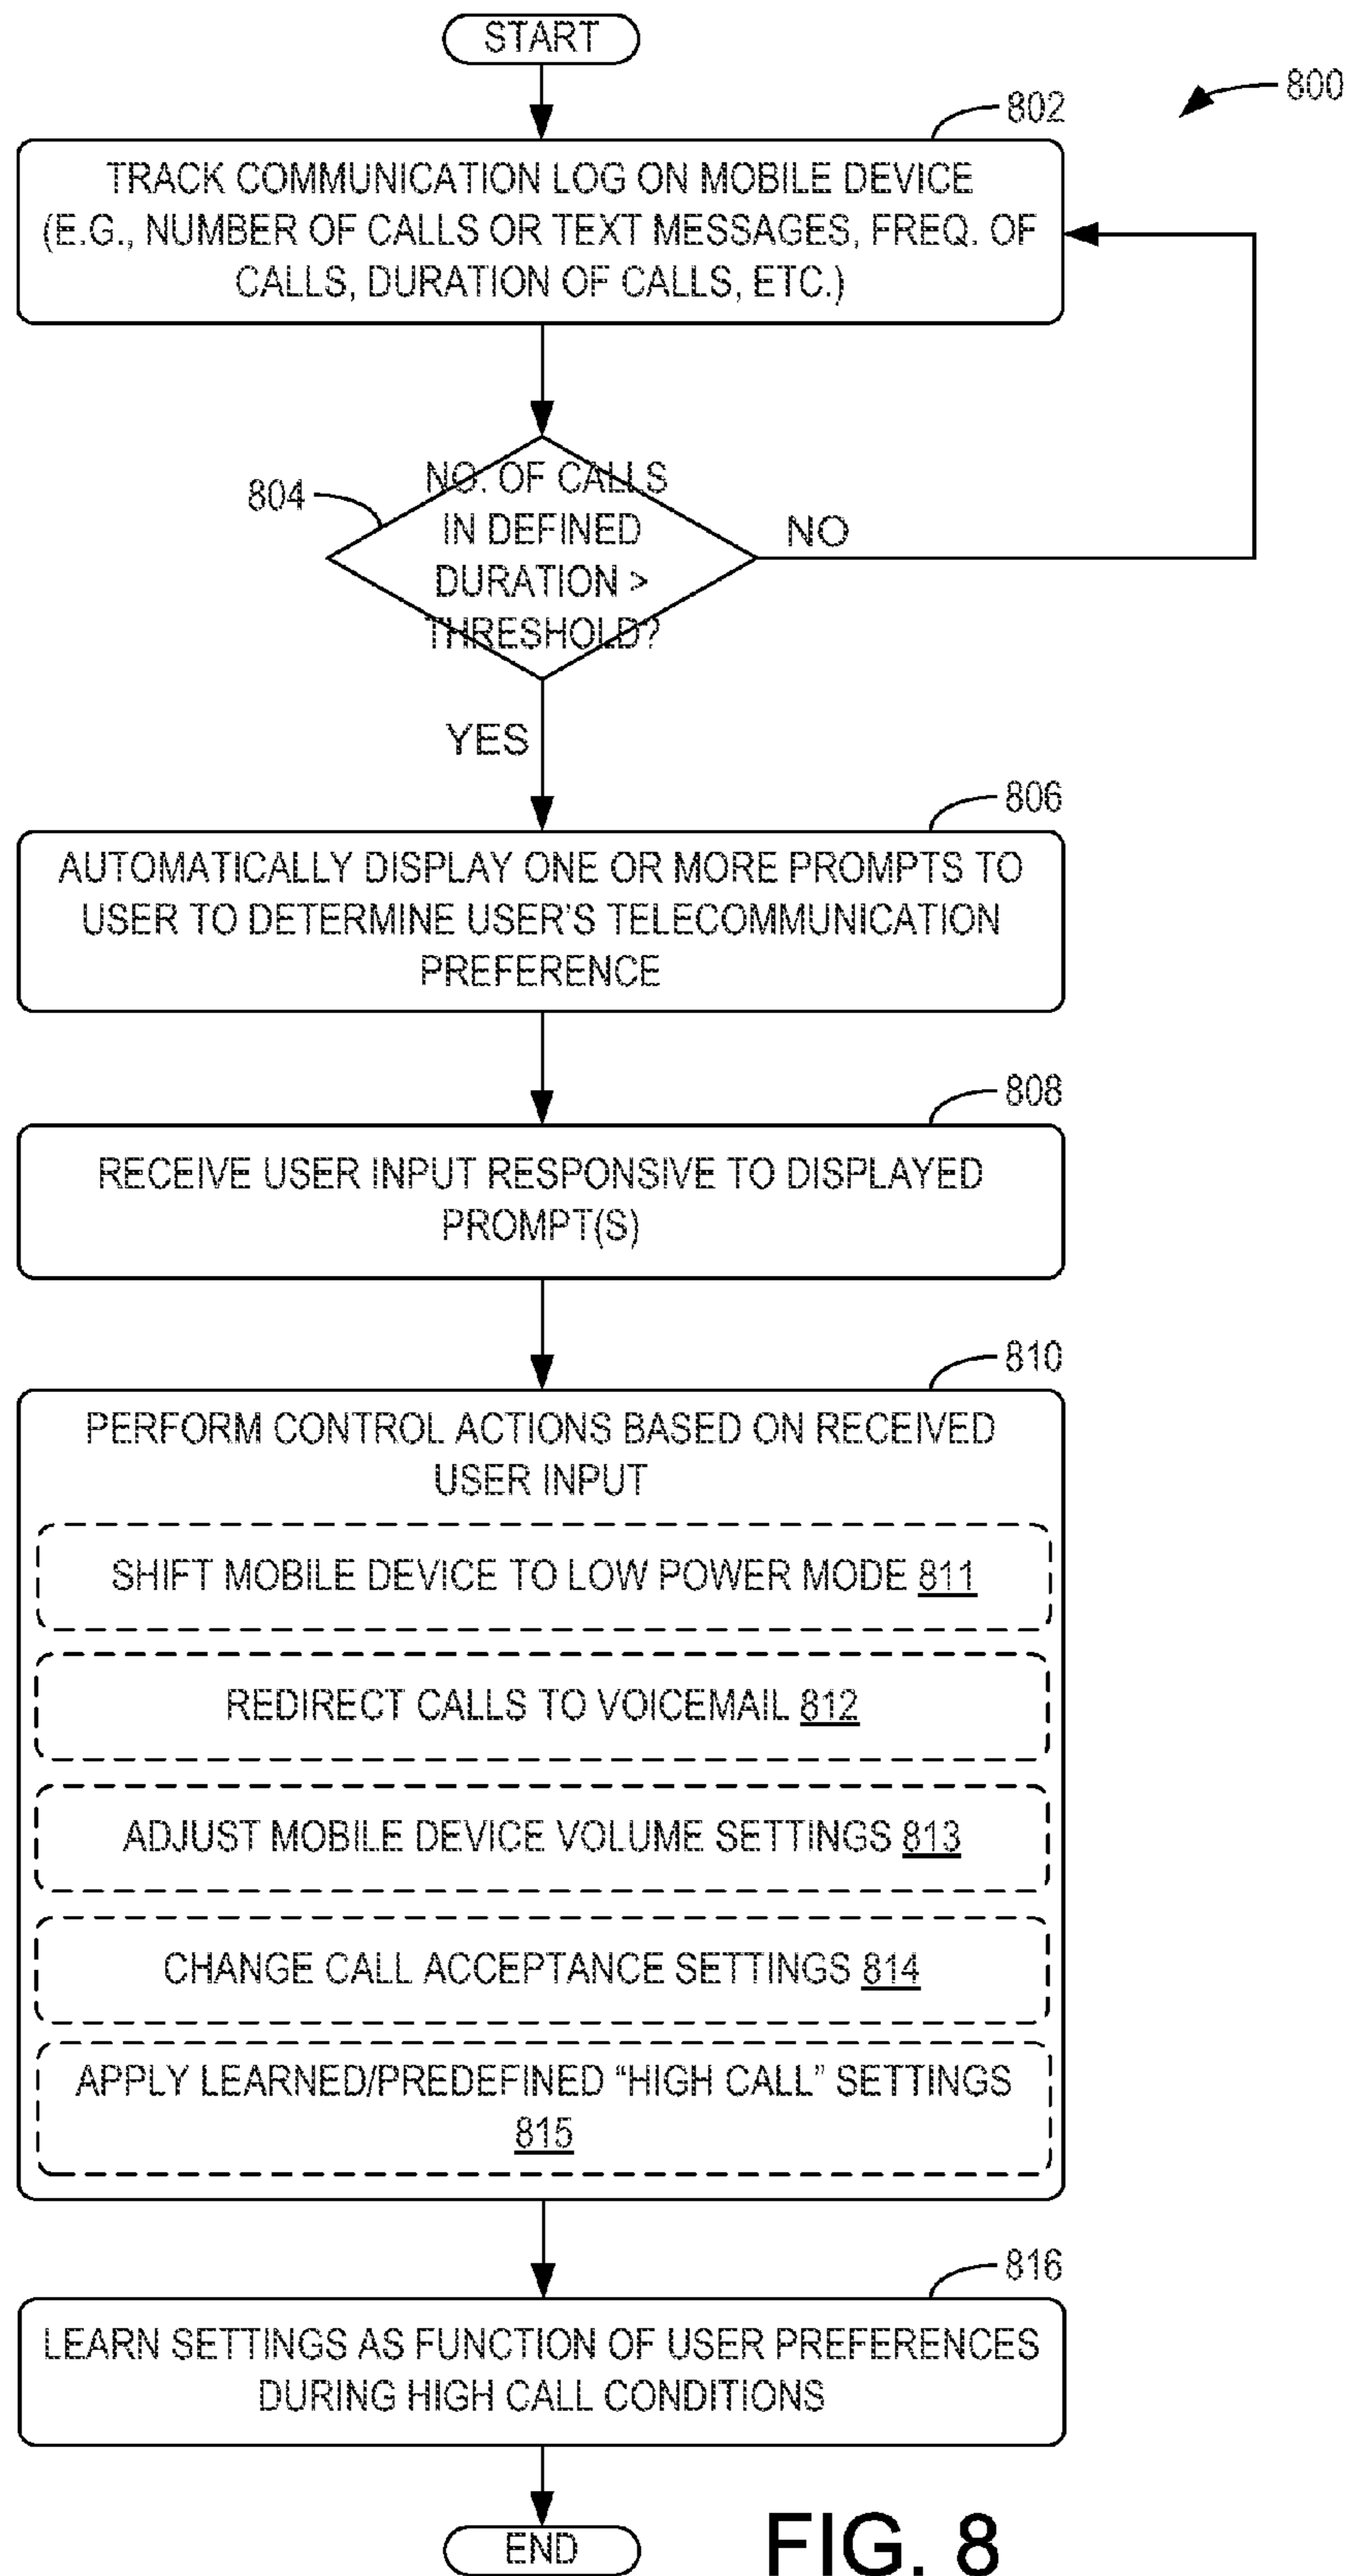 START
800
802
TRACK COMMUNICATION LOG ON MOBILE DEVICE
(E.G., NUMBER OF CALLS OR TEXT MESSAGES, FREQ. OF
CALLS, DURATION OF CALLS, ETC.)
804
NO. OF CALLS
IN DEFINED
DURATION >
THRESHOLD?
NO
YES
806
AUTOMATICALLY DISPLAY ONE OR MORE PROMPTS TO
USER TO DETERMINE USER'S TELECOMMUNICATION
PREFERENCE
808
RECEIVE USER INPUT RESPONSIVE TO DISPLAYED
PROMPT(S)
810
PERFORM CONTROL ACTIONS BASED ON RECEIVED
USER INPUT
SHIFT MOBILE DEVICE TO LOW POWER MODE 811
REDIRECT CALLS TO VOICEMAIL 812
ADJUST MOBILE DEVICE VOLUME SETTINGS 813
CHANGE CALL ACCEPTANCE SETTINGS 814
APPLY LEARNED/PREDEFINED “HIGH CALL” SETTINGS
815
816
LEARN SETTINGS AS FUNCTION OF USER PREFERENCES
DURING HIGH CALL CONDITIONS
END
FIG. 8